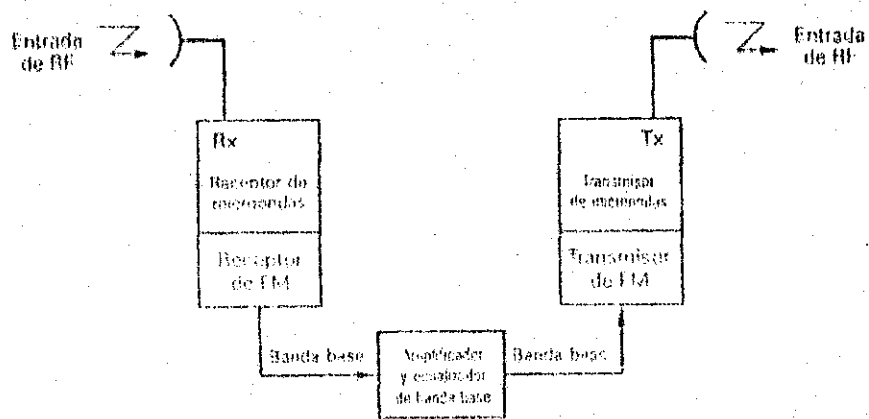 Entrada
de RF
Entrada
de RF
Rx
Receptor de
microondas
Receptor
de FM
Tx
Transmisor
de microondas
Transmisor
de FM
Banda base
Amplificador
y ecualizador
de banda base
Banda base